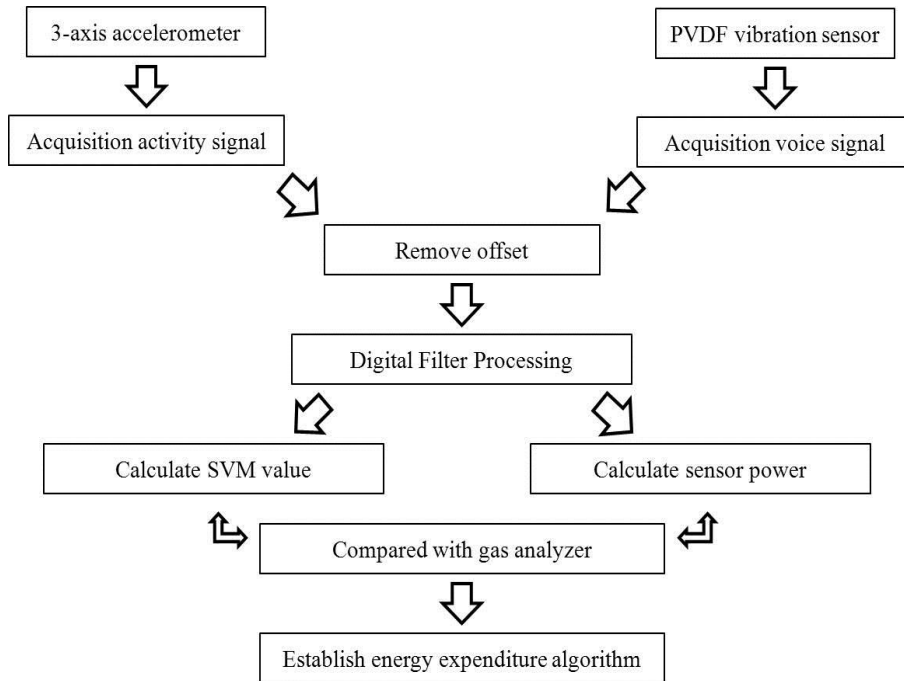 3-axis accelerometer
PVDF vibration sensor
Acquisition activity signal
Acquisition voice signal
Remove offset
Digital Filter Processing
Calculate SVM value
Calculate sensor power
Compared with gas analyzer
Establish energy expenditure algorithm